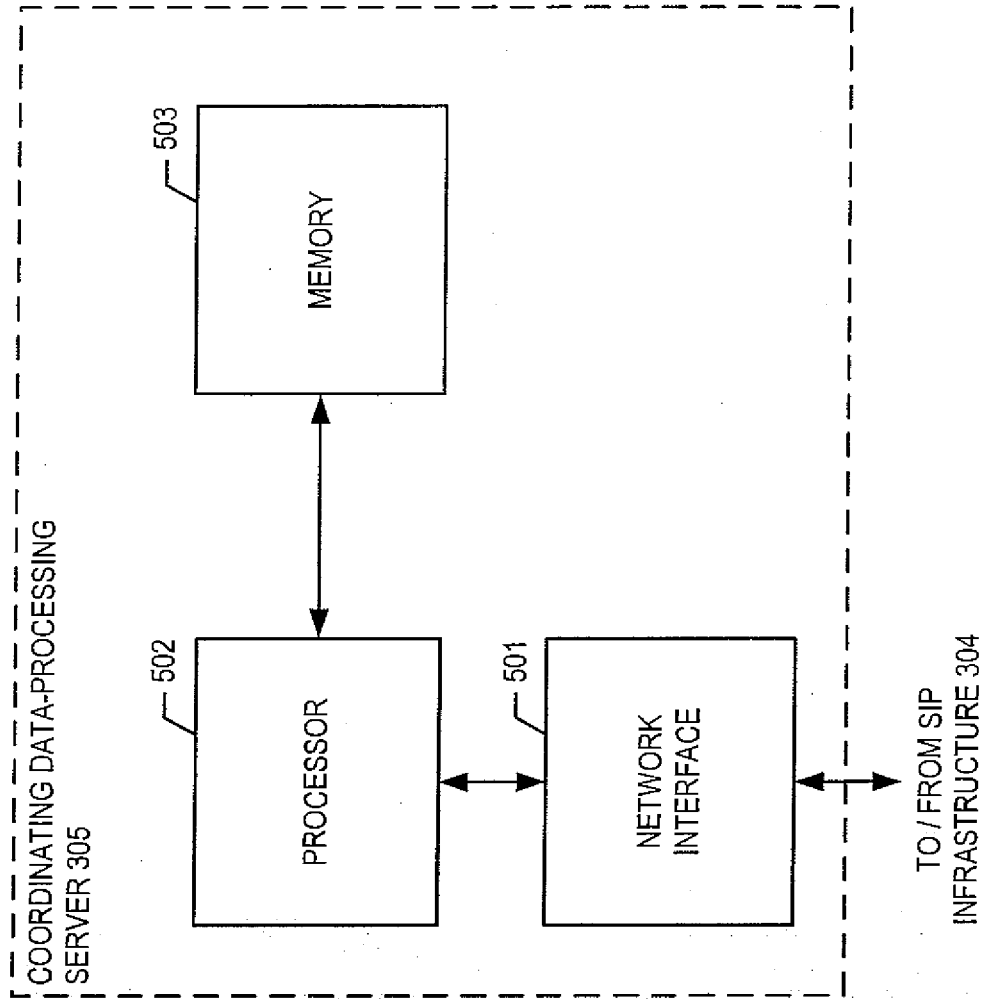 COORDINATING DATA-PROCESSING
SERVER 305
502
PROCESSOR
503
MEMORY
501
NETWORK
INTERFACE
TO / FROM SIP
INFRASTRUCTURE 304